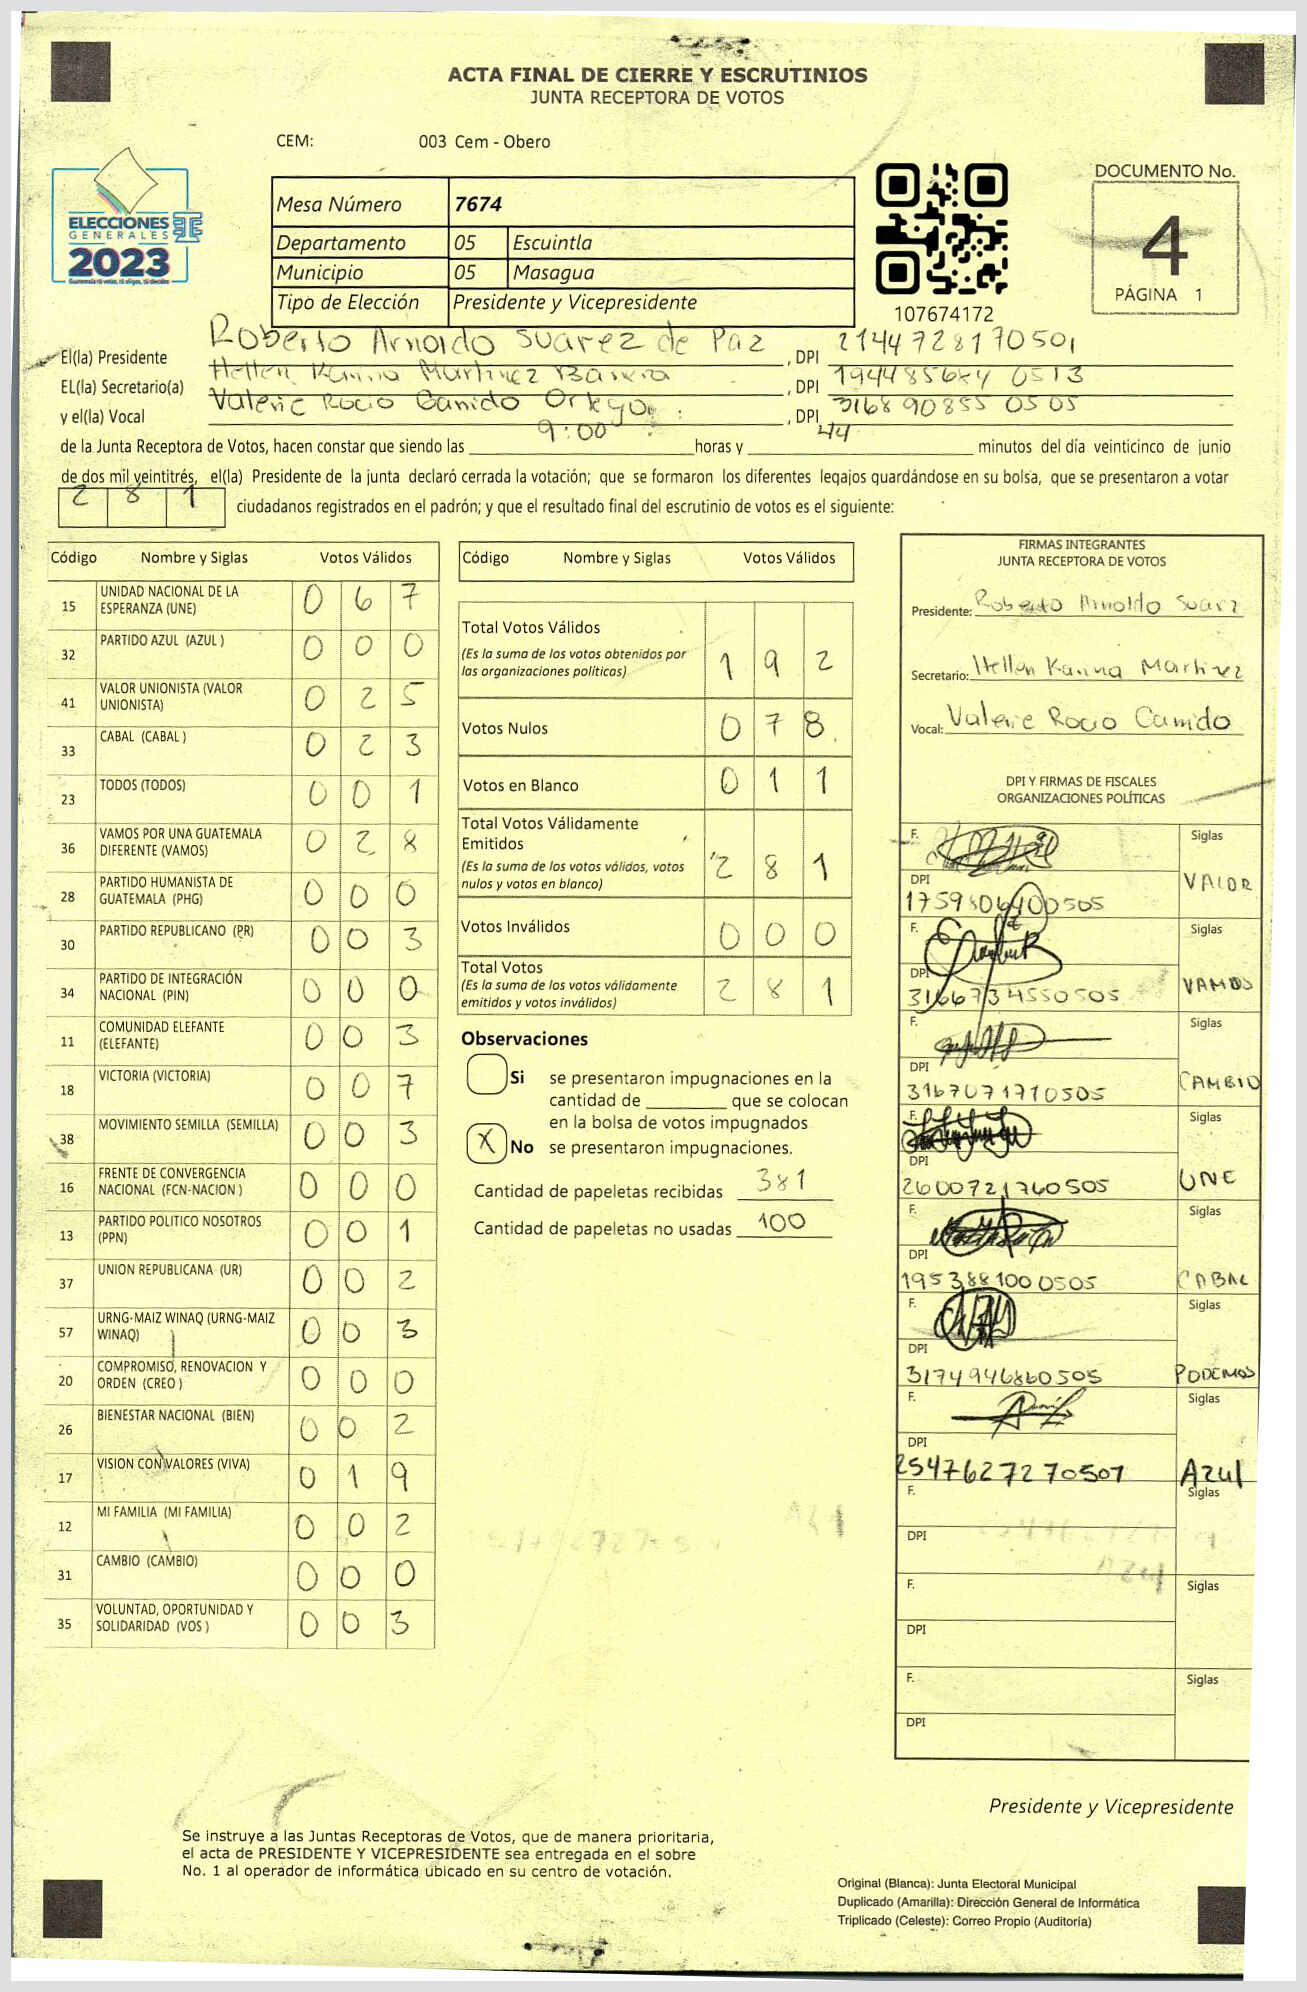 ACTA FINAL DE CIERRE Y ESCRUTINIOS
JUNTA RECEPTORA DE VOTOS
CEM: 003 Cem - Obero
ELECCIONES
GENERALES
2023
Mesa Número 7674
Departamento 05 Escuintla
Municipio 05 Masagua
Tipo de Elección Presidente y Vicepresidente
107674172
DOCUMENTO No.
4
PÁGINA 1
El(la) Presidente Roberto Arnoldo Suarez de Paz , DPI 2144728170501
EL(la) Secretario(a) Hellen Karina Martinez , DPI
y el(la) Vocal Valerie Rocio Garrido Ortego , DPI 3168908550505
de la Junta Receptora de Votos, hacen constar que siendo las 9:00 horas y 44 minutos del día veinticinco de junio
de dos mil veintitrés, el(la) Presidente de la junta declaró cerrada la votación; que se formaron los diferentes legajos guardándose en su bolsa, que se presentaron a votar
281 ciudadanos registrados en el padrón; y que el resultado final del escrutinio de votos es el siguiente:
Código Nombre y Siglas Votos Válidos
15 UNIDAD NACIONAL DE LA ESPERANZA (UNE) 0 6 7
32 PARTIDO AZUL (AZUL ) 0 0 0
41 VALOR UNIONISTA (VALOR UNIONISTA) 0 2 5
33 CABAL (CABAL ) 0 2 3
23 TODOS (TODOS) 0 0 1
36 VAMOS POR UNA GUATEMALA DIFERENTE (VAMOS) 0 2 8
28 PARTIDO HUMANISTA DE GUATEMALA (PHG) 0 0 0
30 PARTIDO REPUBLICANO (PR) 0 0 3
34 PARTIDO DE INTEGRACIÓN NACIONAL (PIN) 0 0 0
11 COMUNIDAD ELEFANTE (ELEFANTE) 0 0 3
18 VICTORIA (VICTORIA) 0 0 7
38 MOVIMIENTO SEMILLA (SEMILLA) 0 0 3
16 FRENTE DE CONVERGENCIA NACIONAL (FCN-NACION ) 0 0 0
13 PARTIDO POLITICO NOSOTROS (PPN) 0 0 1
37 UNION REPUBLICANA (UR) 0 0 2
57 URNG-MAIZ WINAQ (URNG-MAIZ WINAQ) 0 0 3
20 COMPROMISO, RENOVACION Y ORDEN (CREO ) 0 0 0
26 BIENESTAR NACIONAL (BIEN) 0 0 2
17 VISION CON VALORES (VIVA) 0 1 9
12 MI FAMILIA (MI FAMILIA) 0 0 2
31 CAMBIO (CAMBIO) 0 0 0
35 VOLUNTAD, OPORTUNIDAD Y SOLIDARIDAD (VOS ) 0 0 3
Código Nombre y Siglas Votos Válidos
Total Votos Válidos
(Es la suma de los votos obtenidos por
las organizaciones políticas) 1 9 2
Votos Nulos 0 7 8
Votos en Blanco 0 1 1
Total Votos Válidamente
Emitidos
(Es la suma de los votos válidos, votos
nulos y votos en blanco) 2 8 1
Votos Inválidos 0 0 0
Total Votos
(Es la suma de los votos válidamente
emitidos y votos inválidos) 2 8 1
Observaciones
Si se presentaron impugnaciones en la
cantidad de ________ que se colocan
en la bolsa de votos impugnados
X No se presentaron impugnaciones.
Cantidad de papeletas recibidas 381
Cantidad de papeletas no usadas 100
FIRMAS INTEGRANTES
JUNTA RECEPTORA DE VOTOS
Presidente: Roberto Arnoldo Suarz
Secretario: Hellen Karina Martinez
Vocal: Valerie Rocio Garrido
DPI Y FIRMAS DE FISCALES
ORGANIZACIONES POLÍTICAS
F. Siglas
DPI VALOR
F. Siglas
DPI VAMOS
3166734550505
F. Siglas
DPI CAMBIO
3167071710505
F. Siglas
DPI UNE
2600721760505
F. Siglas
DPI CABAL
1953881000505
F. Siglas
DPI PODEMOS
3174946860505
F. Siglas
DPI
2547627270507 Azul
F. Siglas
DPI
F. Siglas
DPI
F. Siglas
DPI
Presidente y Vicepresidente
Se instruye a las Juntas Receptoras de Votos, que de manera prioritaria,
el acta de PRESIDENTE Y VICEPRESIDENTE sea entregada en el sobre
No. 1 al operador de informática ubicado en su centro de votación.
Original (Blanca): Junta Electoral Municipal
Duplicado (Amarilla): Dirección General de Informática
Triplicado (Celeste): Correo Propio (Auditoría)